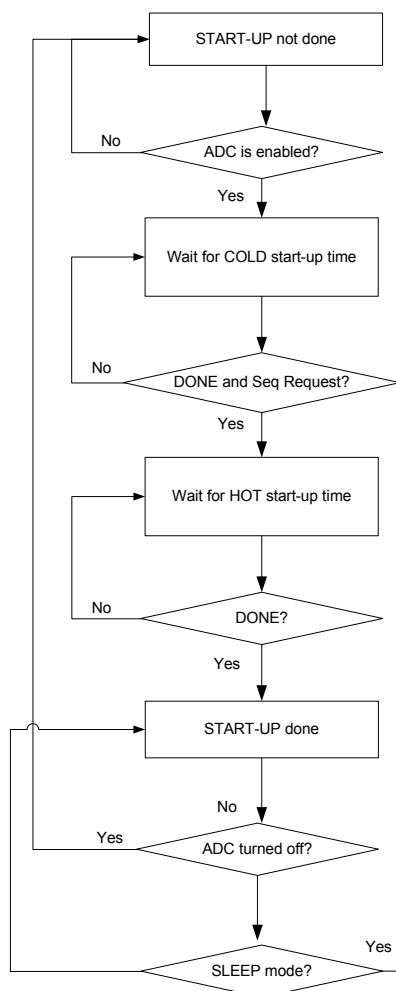 START-UP not done
No
ADC is enabled?
Yes
Wait for COLD start-up time
No
DONE and Seq Request?
Yes
Wait for HOT start-up time
No
DONE?
Yes
START-UP done
No
Yes
ADC turned off?
Yes
SLEEP mode?